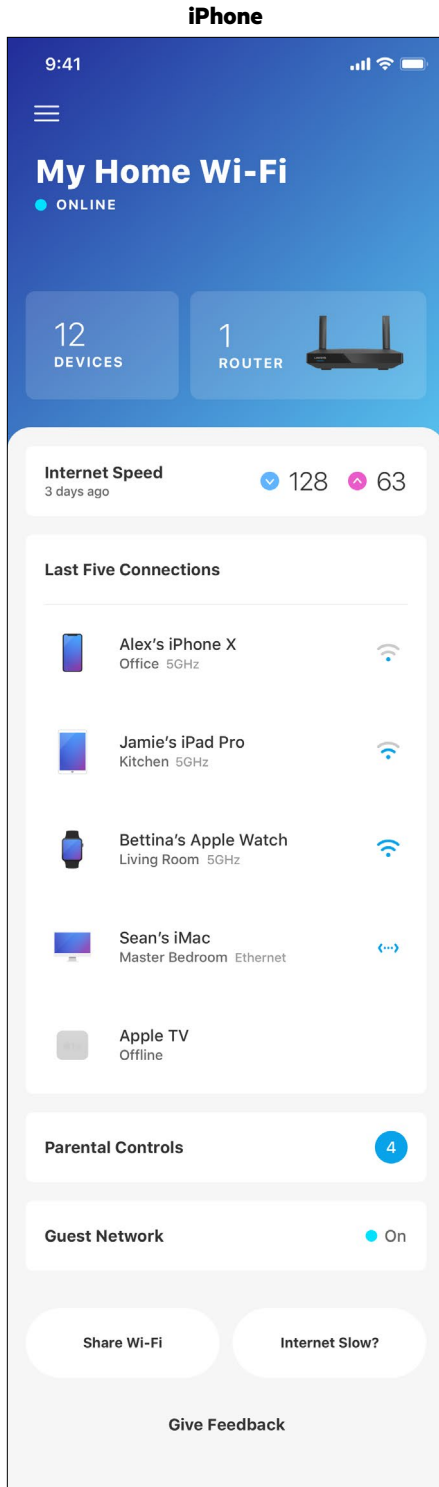 iPhone
9:41
My Home Wi-Fi
ONLINE
12
DEVICES
1
ROUTER
Internet Speed
3 days ago
128
63
Last Five Connections
Alex’s iPhone X
Office 5GHz
Jamie’s iPad Pro
Kitchen 5GHz
Bettina’s Apple Watch
Living Room 5GHz
Sean’s iMac
Master Bedroom Ethernet
Apple TV
Offline
Parental Controls
4
Guest Network
On
Share Wi-Fi
Internet Slow?
Give Feedback